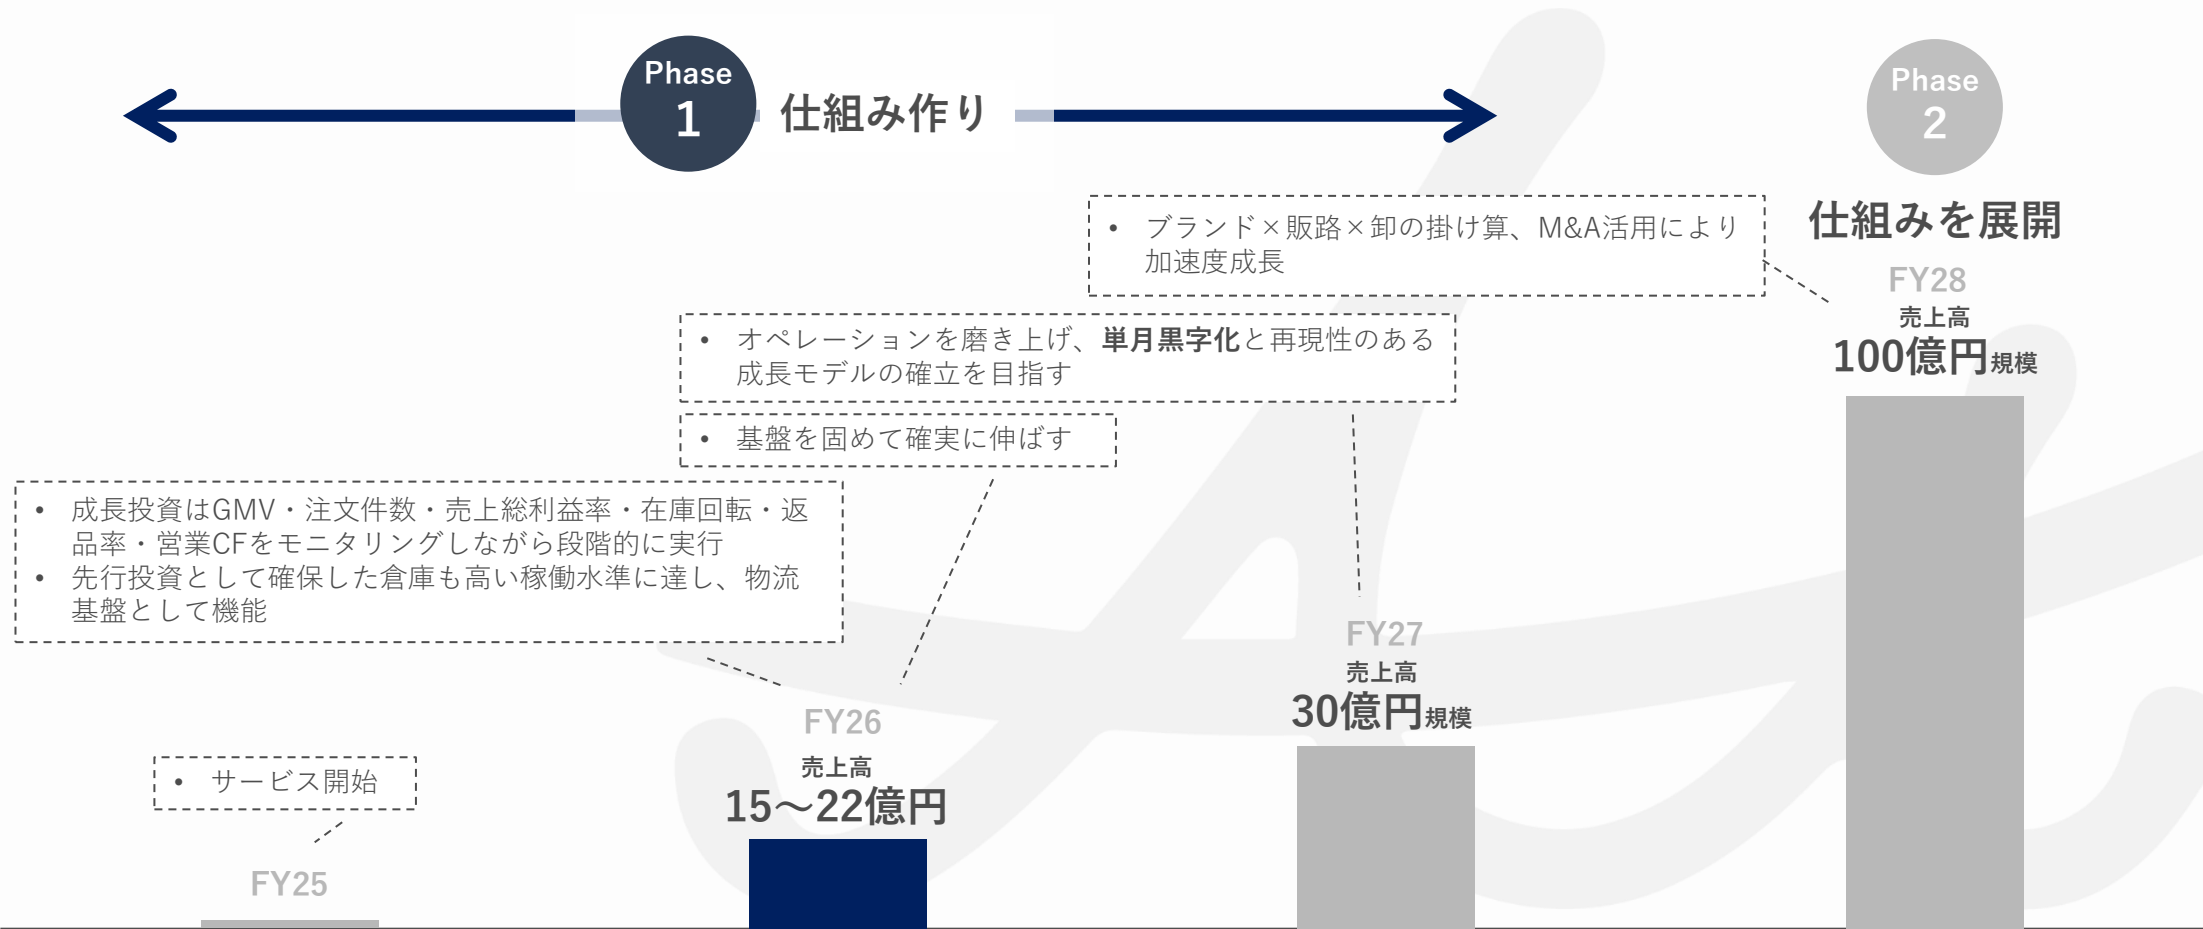 Phase
1
仕組み作り
Phase
2
仕組みを展開
• ブランド×販路×卸の掛け算、M&A活用により
加速度成長
FY28
売上高
100億円規模
• オペレーションを磨き上げ、単月黒字化と再現性のある
成長モデルの確立を目指す
• 基盤を固めて確実に伸ばす
• 成長投資はGMV・注文件数・売上総利益率・在庫回転・返
品率・営業CFをモニタリングしながら段階的に実行
• 先行投資として確保した倉庫も高い稼働水準に達し、物流
基盤として機能
FY27
売上高
30億円規模
FY26
売上高
15～22億円
• サービス開始
FY25